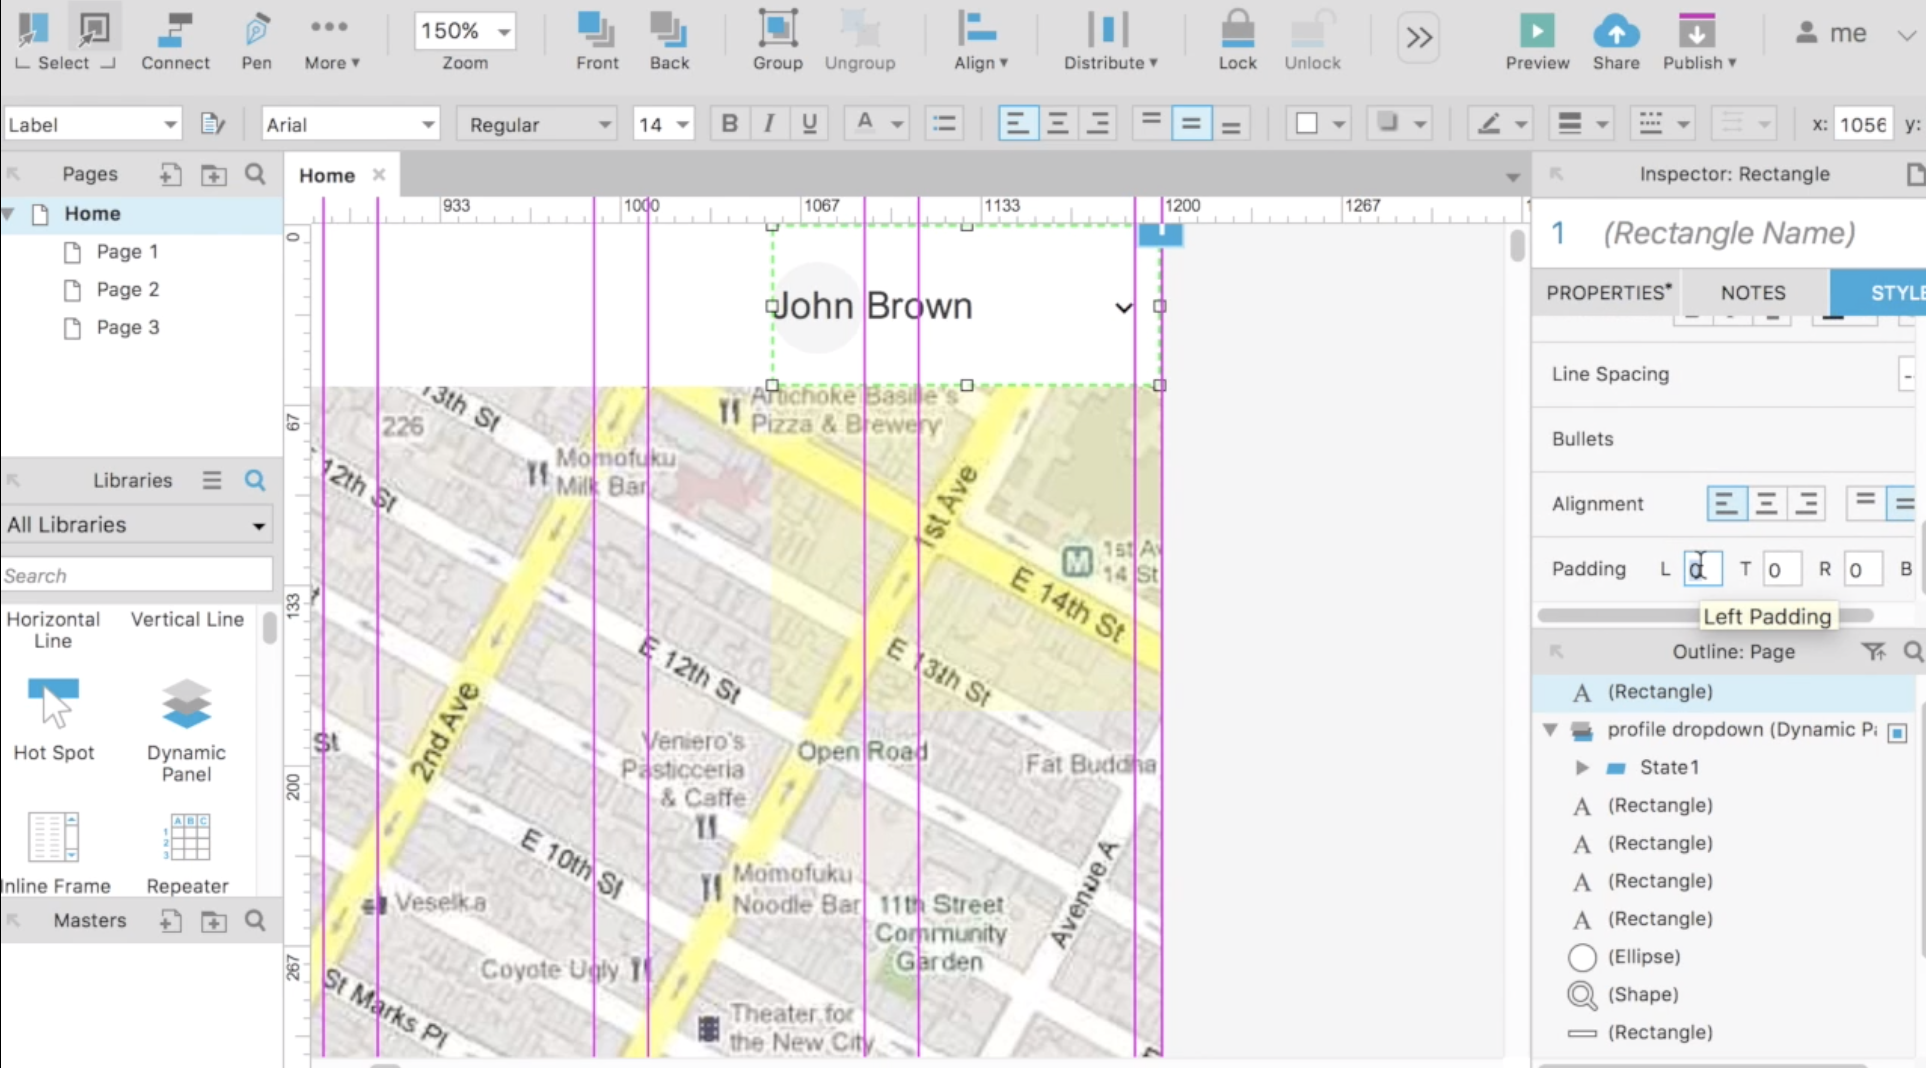 Select
Connect
Pen
More ▾
150%
Zoom
Front
Back
Group
Ungroup
Align ▾
Distribute ▾
Lock
Unlock
Preview
Share
Publish ▾
me
Label
Arial
Regular
14
B I U A
x: 1056 y:
Pages
Home
Page 1
Page 2
Page 3
Libraries
All Libraries
Search
Horizontal Line
Vertical Line
Hot Spot
Dynamic Panel
Inline Frame
Repeater
Masters
Home
933
1000
1067
1133
1200
1267
0
67
133
200
267
John Brown
13th St
226
12th St
Momofuku
Milk Bar
Artichoke Basille's
Pizza & Brewery
1st Ave
M
1st Av
14 St
E 14th St
E 13th St
E 12th St
2nd Ave
St
Veniero's
Pasticceria
& Caffe
Open Road
Fat Buddha
E 10th St
Avenue A
Momofuku
Noodle Bar
11th Street
Community
Garden
Veselka
Coyote Ugly
St Marks Pl
Theater for
the New City
Inspector: Rectangle
1 (Rectangle Name)
PROPERTIES*
NOTES
STYLE
Line Spacing
Bullets
Alignment
Padding L 0 T 0 R 0 B
Left Padding
Outline: Page
A (Rectangle)
profile dropdown (Dynamic Pa
State1
A (Rectangle)
A (Rectangle)
A (Rectangle)
A (Rectangle)
(Ellipse)
(Shape)
(Rectangle)